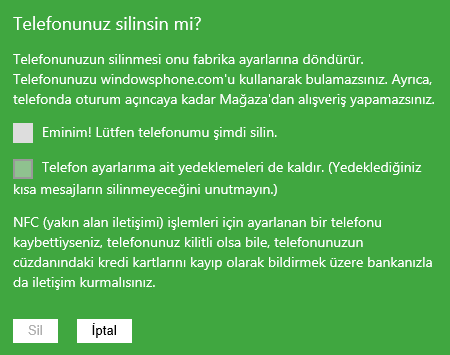 Telefonunuz silinsin mi?
Telefonunuzun silinmesi onu fabrika ayarlarına döndürür.
Telefonunuzu windowsphone.com'u kullanarak bulamazsınız. Ayrıca,
telefonda oturum açıncaya kadar Mağaza'dan alışveriş yapamazsınız.
Eminim! Lütfen telefonumu şimdi silin.
Telefon ayarlarıma ait yedeklemeleri de kaldır. (Yedeklediğiniz
kısa mesajların silinmeyeceğini unutmayın.)
NFC (yakın alan iletişimi) işlemleri için ayarlanan bir telefonu
kaybettiyseniz, telefonunuz kilitli olsa bile, telefonunuzun
cüzdanındaki kredi kartlarını kayıp olarak bildirmek üzere bankanızla
da iletişim kurmalısınız.
Sil İptal